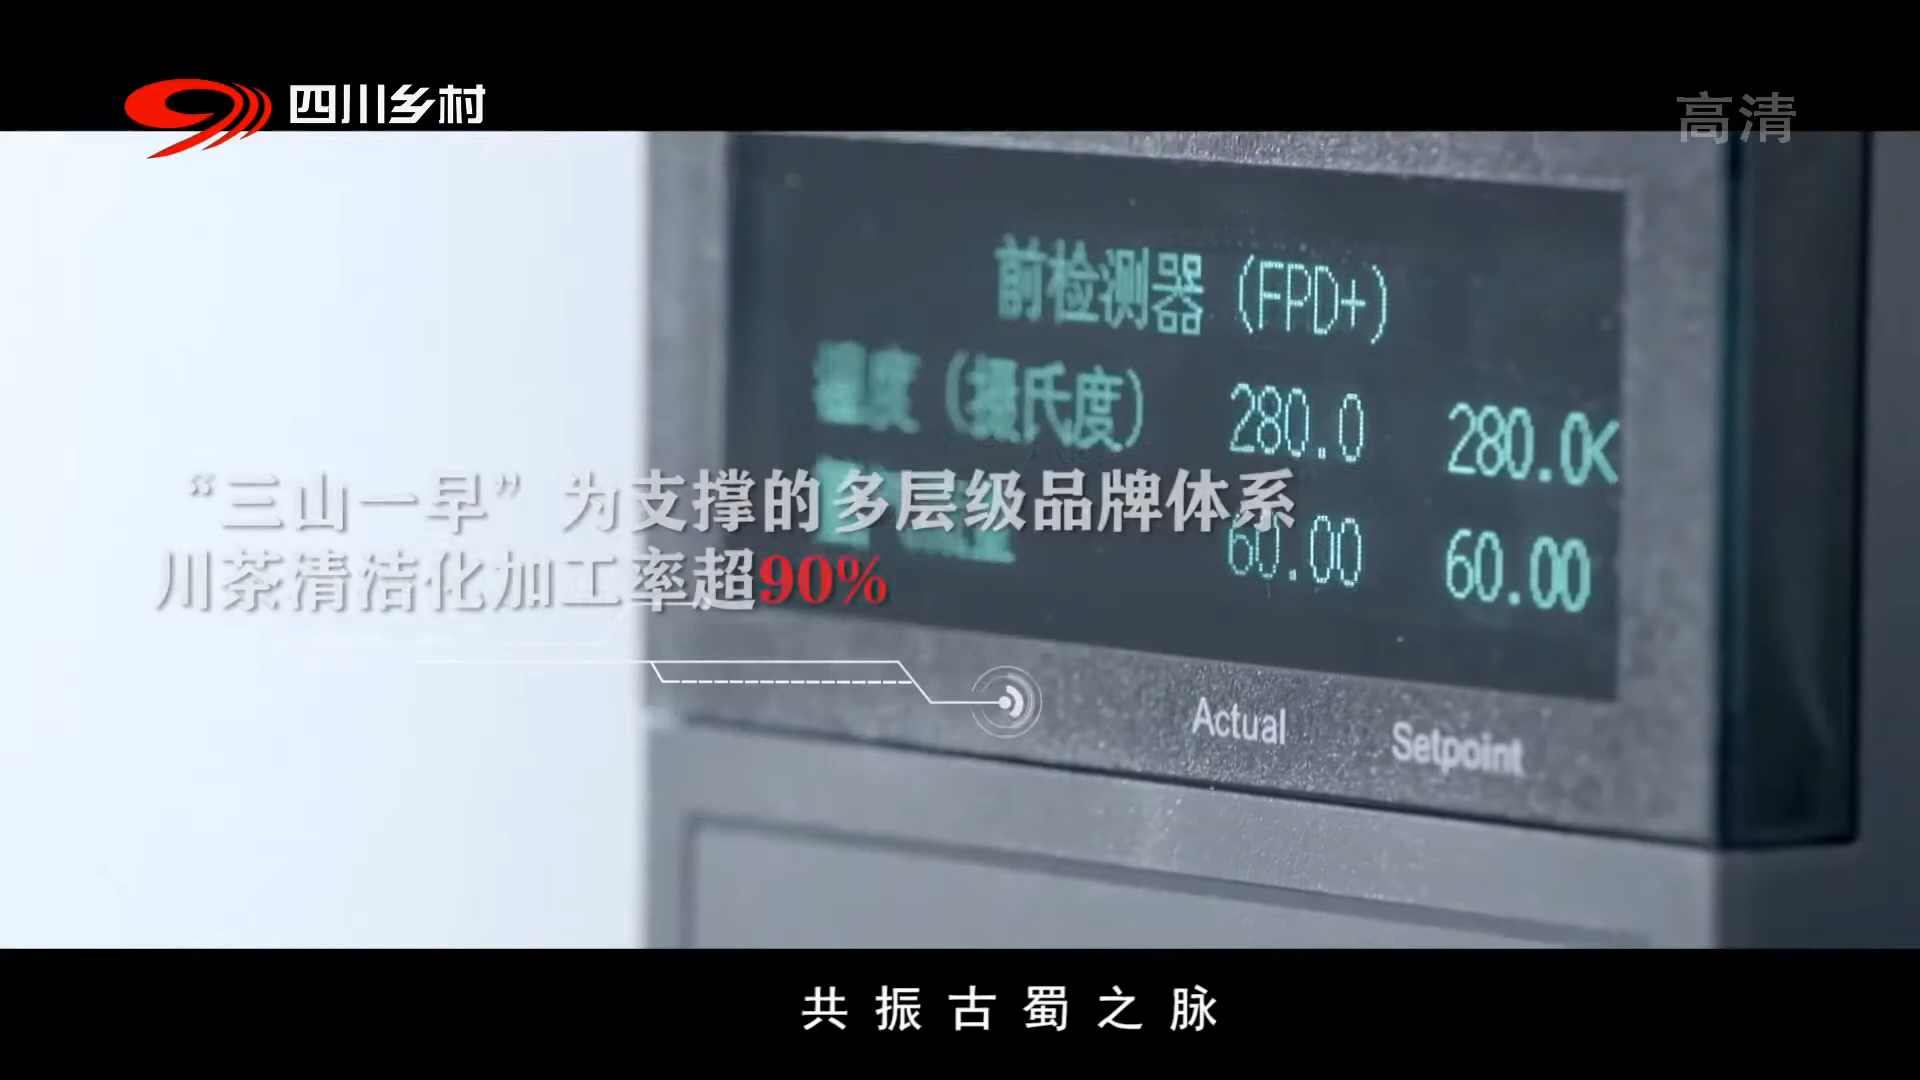 四川乡村
高清
前检测器 (FPD+)
温度 (摄氏度) 280.0 280.0K
60.00 60.00
“三山一早”为支撑的多层级品牌体系
川茶清洁化加工率超90%
Actual Setpoint
共振古蜀之脉